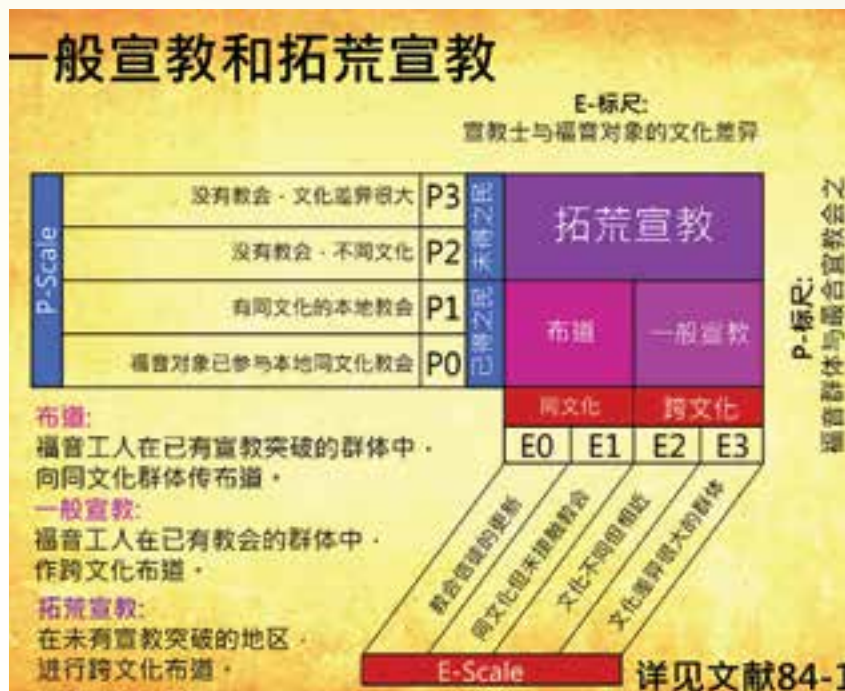 一般宣教和拓荒宣教
E-标尺:
宣教士与福音对象的文化差异
P-Scale
没有教会．文化差异很大 P3
没有教会．不同文化 P2
有同文化的本地教会 P1
福音对象已参与本地同文化教会 P0
未得之民
已得之民
拓荒宣教
布道
一般宣教
同文化
跨文化
E0 E1 E2 E3
教会信徒的更新
同文化但未接触教会
文化不同但相近
文化差异很大的群体
E-Scale
P-标尺:
福音群体与最合宜教会之
布道:
福音工人在已有宣教突破的群体中．
向同文化群体传布道。
一般宣教:
福音工人在已有教会的群体中．
作跨文化布道。
拓荒宣教:
在未有宣教突破的地区．
进行跨文化布道。
详见文献84-1